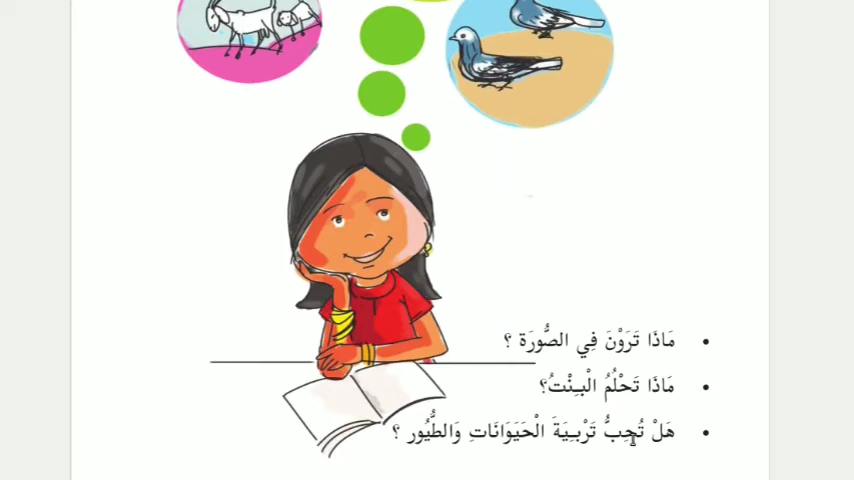 مَاذَا تَرَوْنَ فِي الصُّورَة ؟
مَاذَا تَحْلُمُ الْبِنْتُ؟
هَلْ تُحِبُّ تَرْبِيَةَ الْحَيَوَانَاتِ وَالطُّيُور ؟